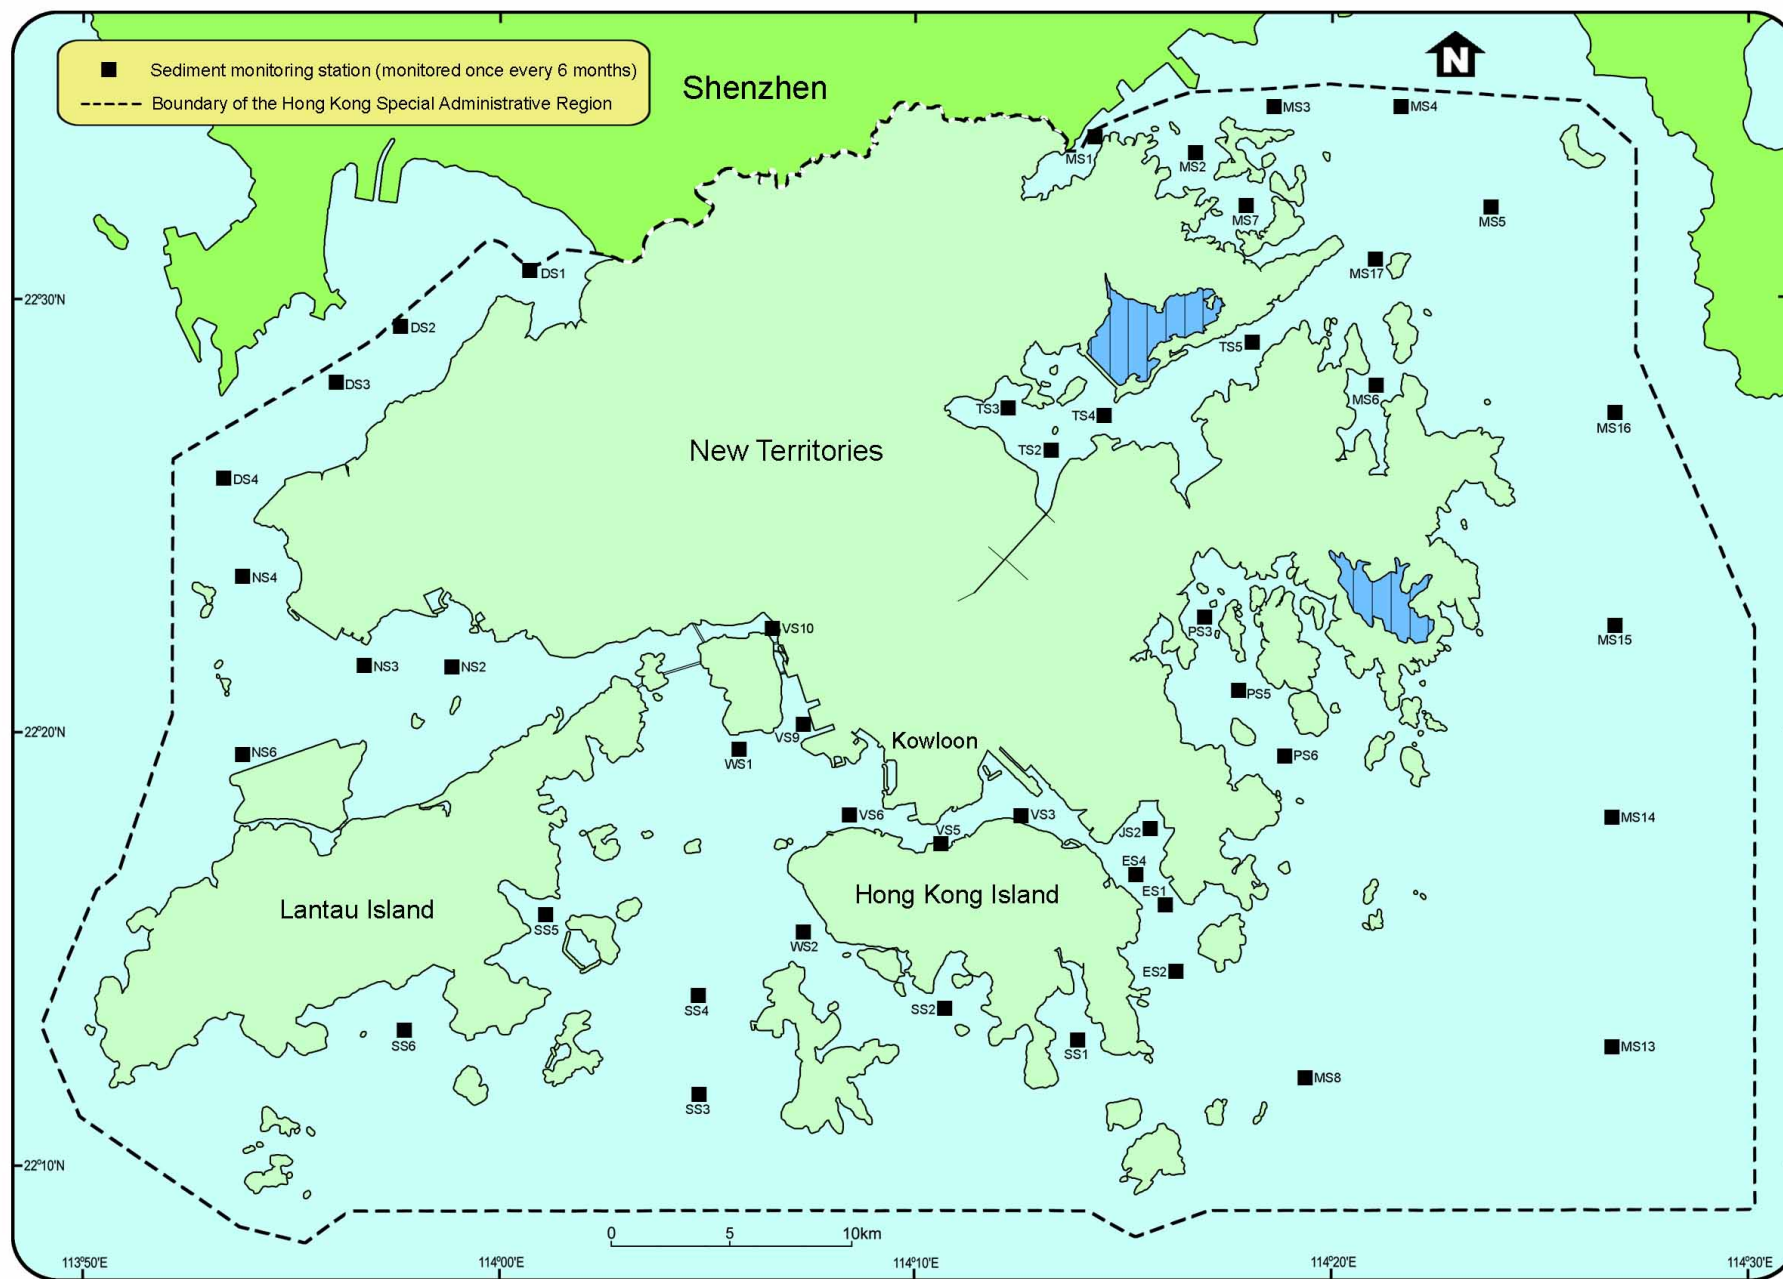 Sediment monitoring station (monitored once every 6 months)
Boundary of the Hong Kong Special Administrative Region
Shenzhen
N
MS3
MS4
MS1
MS2
MS7
MS5
MS17
DS1
22°30'N
DS2
TS5
DS3
MS6
TS3
TS4
MS16
New Territories
TS2
DS4
NS4
PS3
VS10
MS15
NS3
NS2
PS5
22°20'N
VS9
Kowloon
NS6
WS1
PS6
VS6
VS3
MS14
VS5
JS2
ES4
ES1
Hong Kong Island
Lantau Island
SS5
WS2
ES2
SS4
SS2
SS6
SS1
MS13
MS8
SS3
22°10'N
0 5 10km
113°50'E
114°00'E
114°10'E
114°20'E
114°30'E